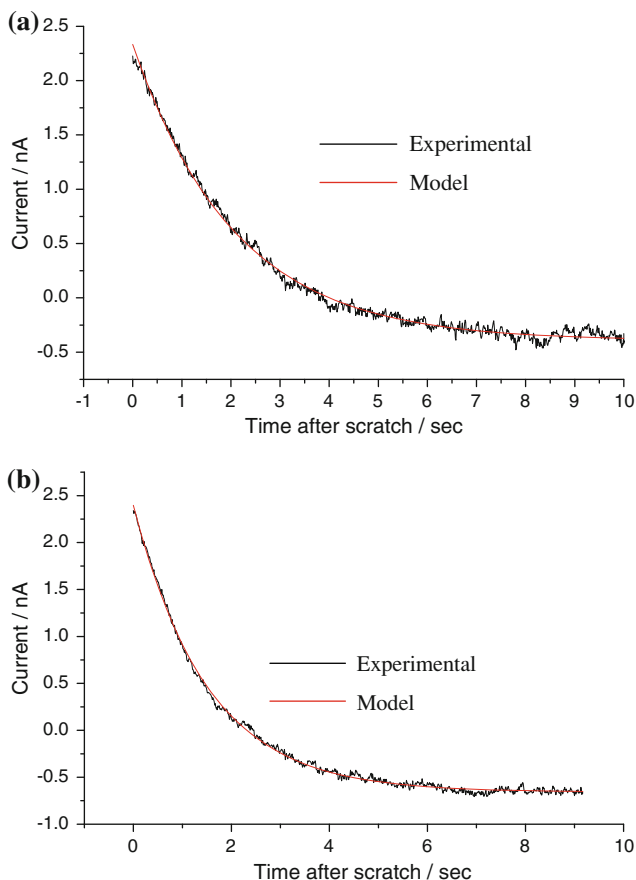 (a)
2.5
2.0
1.5
1.0
0.5
0.0
-0.5
Current / nA
Experimental
Model
-1 0 1 2 3 4 5 6 7 8 9 10
Time after scratch / sec
(b)
2.5
2.0
1.5
1.0
0.5
0.0
-0.5
-1.0
Current / nA
Experimental
Model
0 2 4 6 8 10
Time after scratch / sec